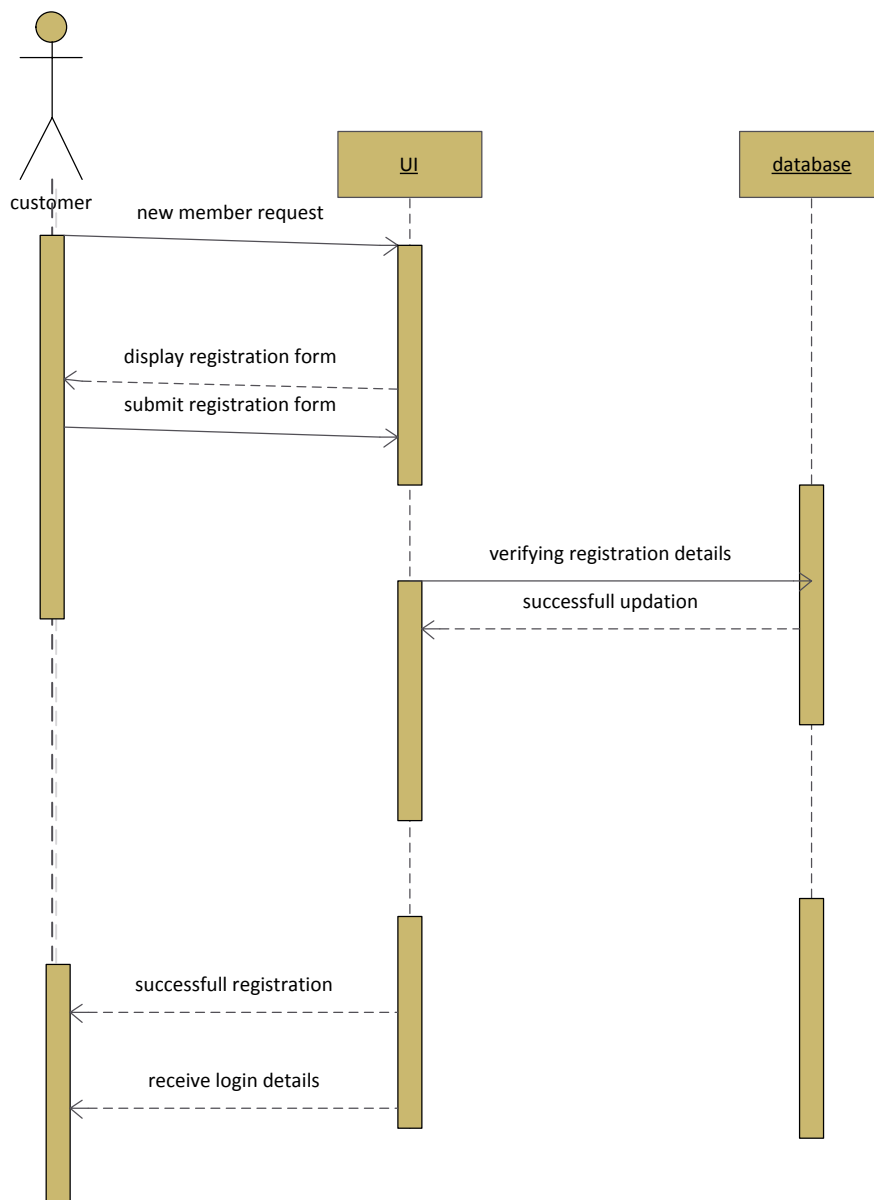 UI
database
customer
new member request
display registration form
submit registration form
verifying registration details
successfull updation
successfull registration
receive login details